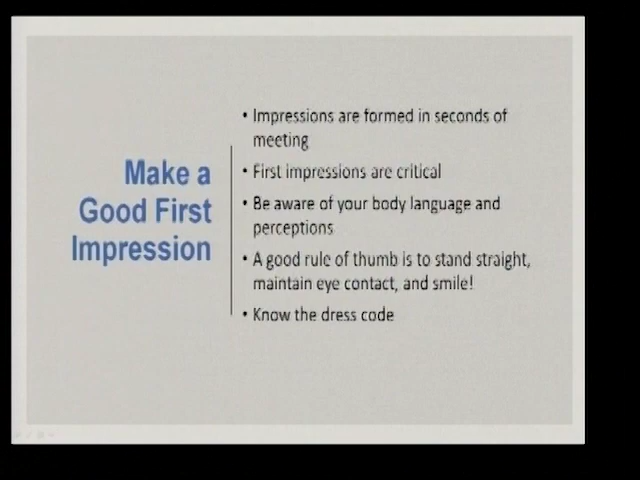 Make a
Good First
Impression
• Impressions are formed in seconds of
meeting
• First impressions are critical
• Be aware of your body language and
perceptions
• A good rule of thumb is to stand straight,
maintain eye contact, and smile!
• Know the dress code